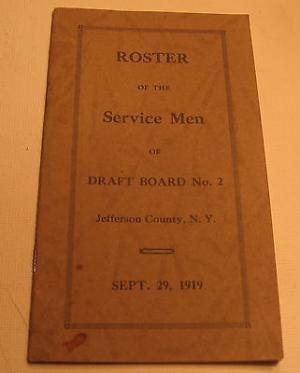 ROSTER
OF THE
Service Men
OF
DRAFT BOARD No. 2
Jefferson County, N. Y.
SEPT. 29, 1919